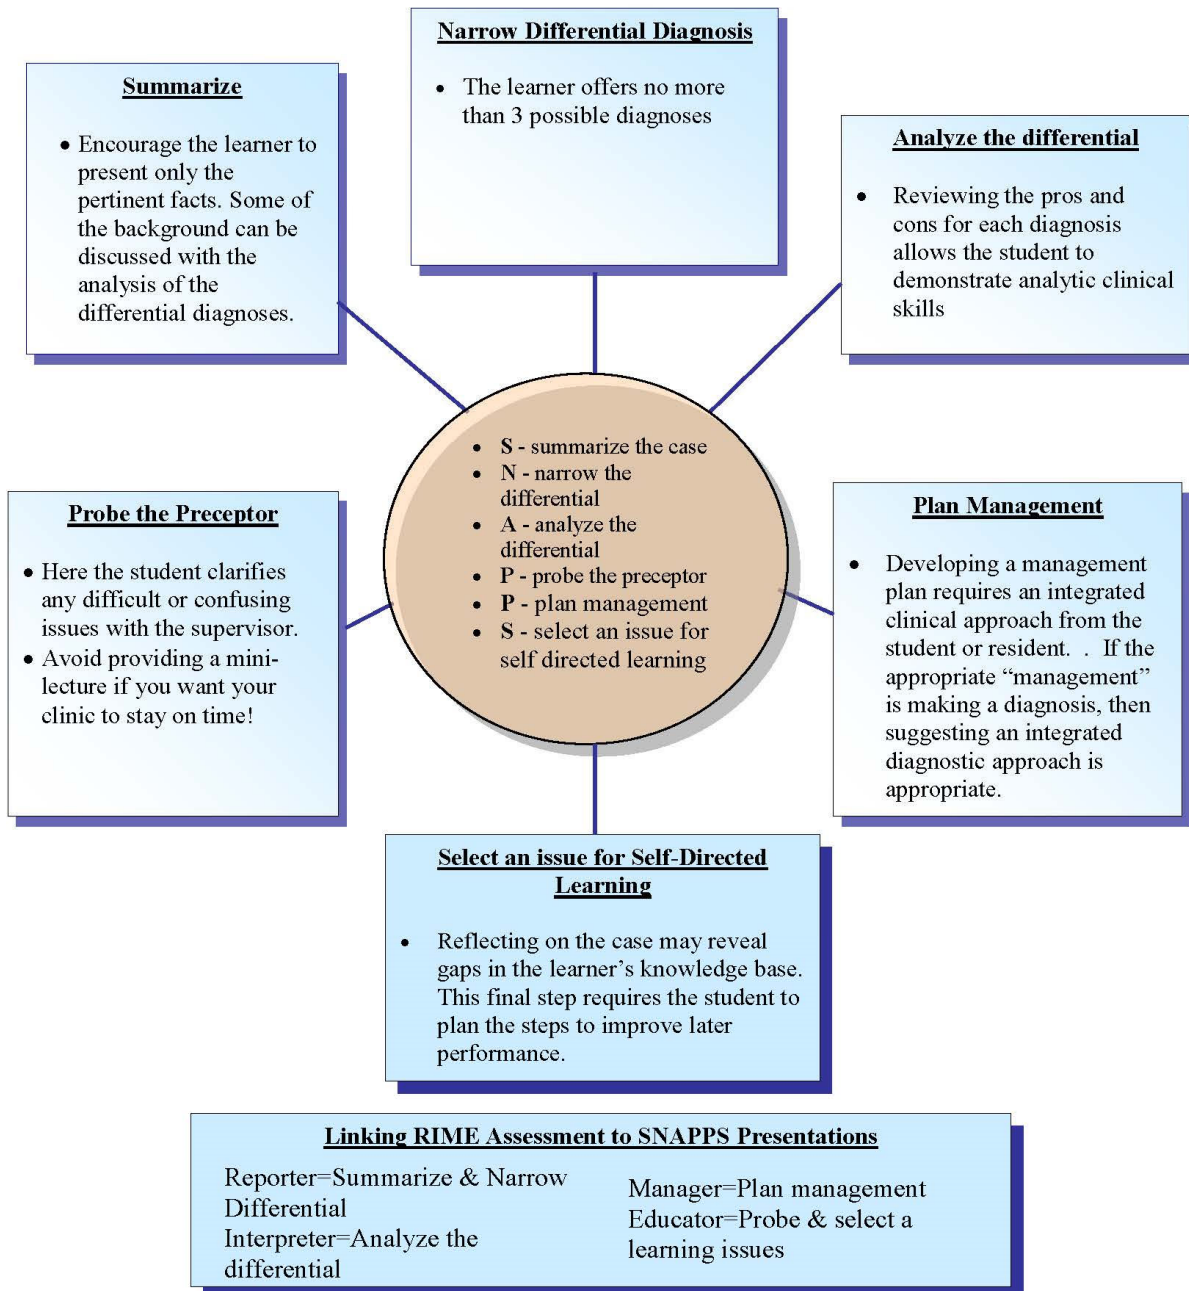 Narrow Differential Diagnosis
• The learner offers no more
than 3 possible diagnoses
Summarize
• Encourage the learner to
present only the
pertinent facts. Some of
the background can be
discussed with the
analysis of the
differential diagnoses.
Analyze the differential
• Reviewing the pros and
cons for each diagnosis
allows the student to
demonstrate analytic clinical
skills
• S - summarize the case
• N - narrow the
differential
• A - analyze the
differential
• P - probe the preceptor
• P - plan management
• S - select an issue for
self directed learning
Probe the Preceptor
• Here the student clarifies
any difficult or confusing
issues with the supervisor.
• Avoid providing a mini-
lecture if you want your
clinic to stay on time!
Plan Management
• Developing a management
plan requires an integrated
clinical approach from the
student or resident. . If the
appropriate “management”
is making a diagnosis, then
suggesting an integrated
diagnostic approach is
appropriate.
Select an issue for Self-Directed
Learning
• Reflecting on the case may reveal
gaps in the learner’s knowledge base.
This final step requires the student to
plan the steps to improve later
performance.
Linking RIME Assessment to SNAPPS Presentations
Reporter=Summarize & Narrow
Differential
Interpreter=Analyze the
differential
Manager=Plan management
Educator=Probe & select a
learning issues